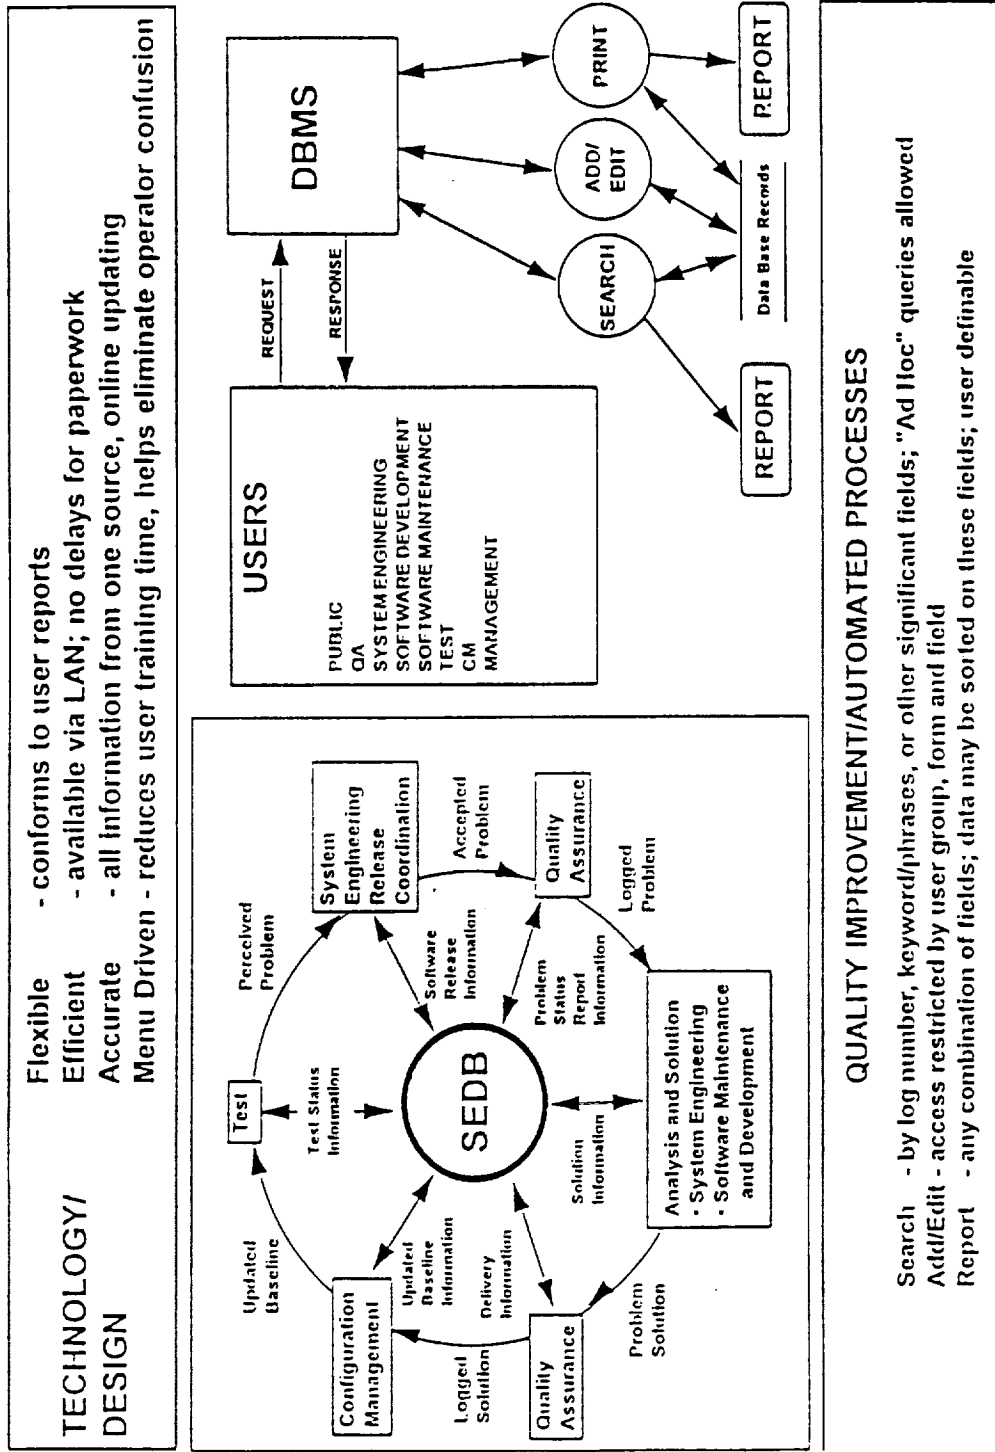 TECHNOLOGY/
DESIGN
Flexible - conforms to user reports
Efficient - available via LAN; no delays for paperwork
Accurate - all information from one source, online updating
Menu Driven - reduces user training time, helps eliminate operator confusion
Test
Perceived
Problem
System
Engineering
Release
Coordination
Accepted
Problem
Quality
Assurance
Logged
Problem
Analysis and Solution
· System Engineering
· Software Maintenance
and Development
Problem
Solution
Quality
Assurance
Logged
Solution
Configuration
Management
Updated
Baseline
SEDB
Test Status
Information
Software
Release
Information
Problem
Status
Report
Information
Solution
Information
Delivery
Information
Updated
Baseline
Information
USERS
PUBLIC
QA
SYSTEM ENGINEERING
SOFTWARE DEVELOPMENT
SOFTWARE MAINTENANCE
TEST
CM
MANAGEMENT
REQUEST
RESPONSE
DBMS
SEARCH
ADD/
EDIT
PRINT
REPORT
Data Base Records
REPORT
QUALITY IMPROVEMENT/AUTOMATED PROCESSES
Search - by log number, keyword/phrases, or other significant fields; "Ad Hoc" queries allowed
Add/Edit - access restricted by user group, form and field
Report - any combination of fields; data may be sorted on these fields; user definable